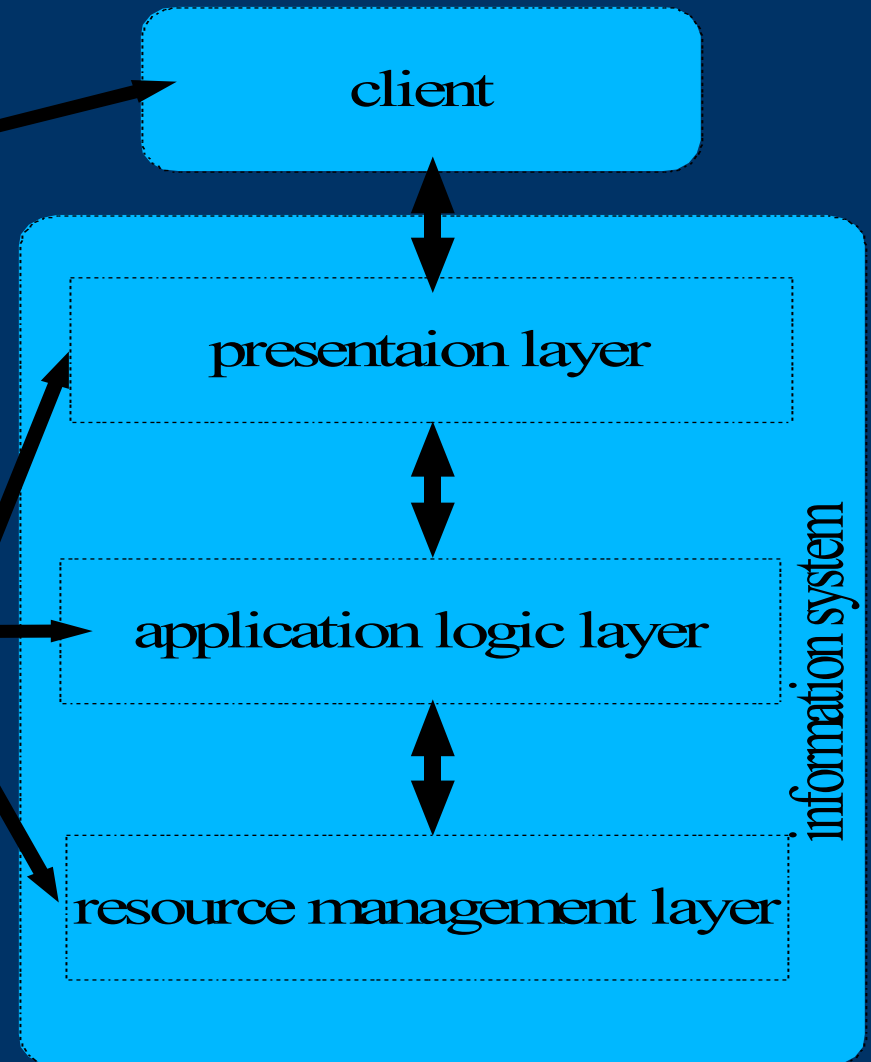 client
presentaion layer
application logic layer
information system
resource management layer